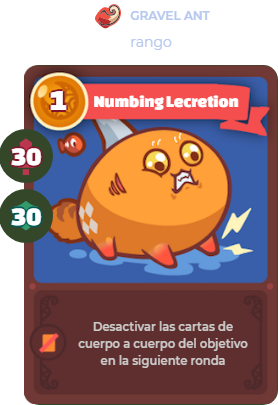 GRAVEL ANT
rango
1
Numbing Lecretion
30
30
Desactivar las cartas de
cuerpo a cuerpo del objetivo
en la siguiente ronda